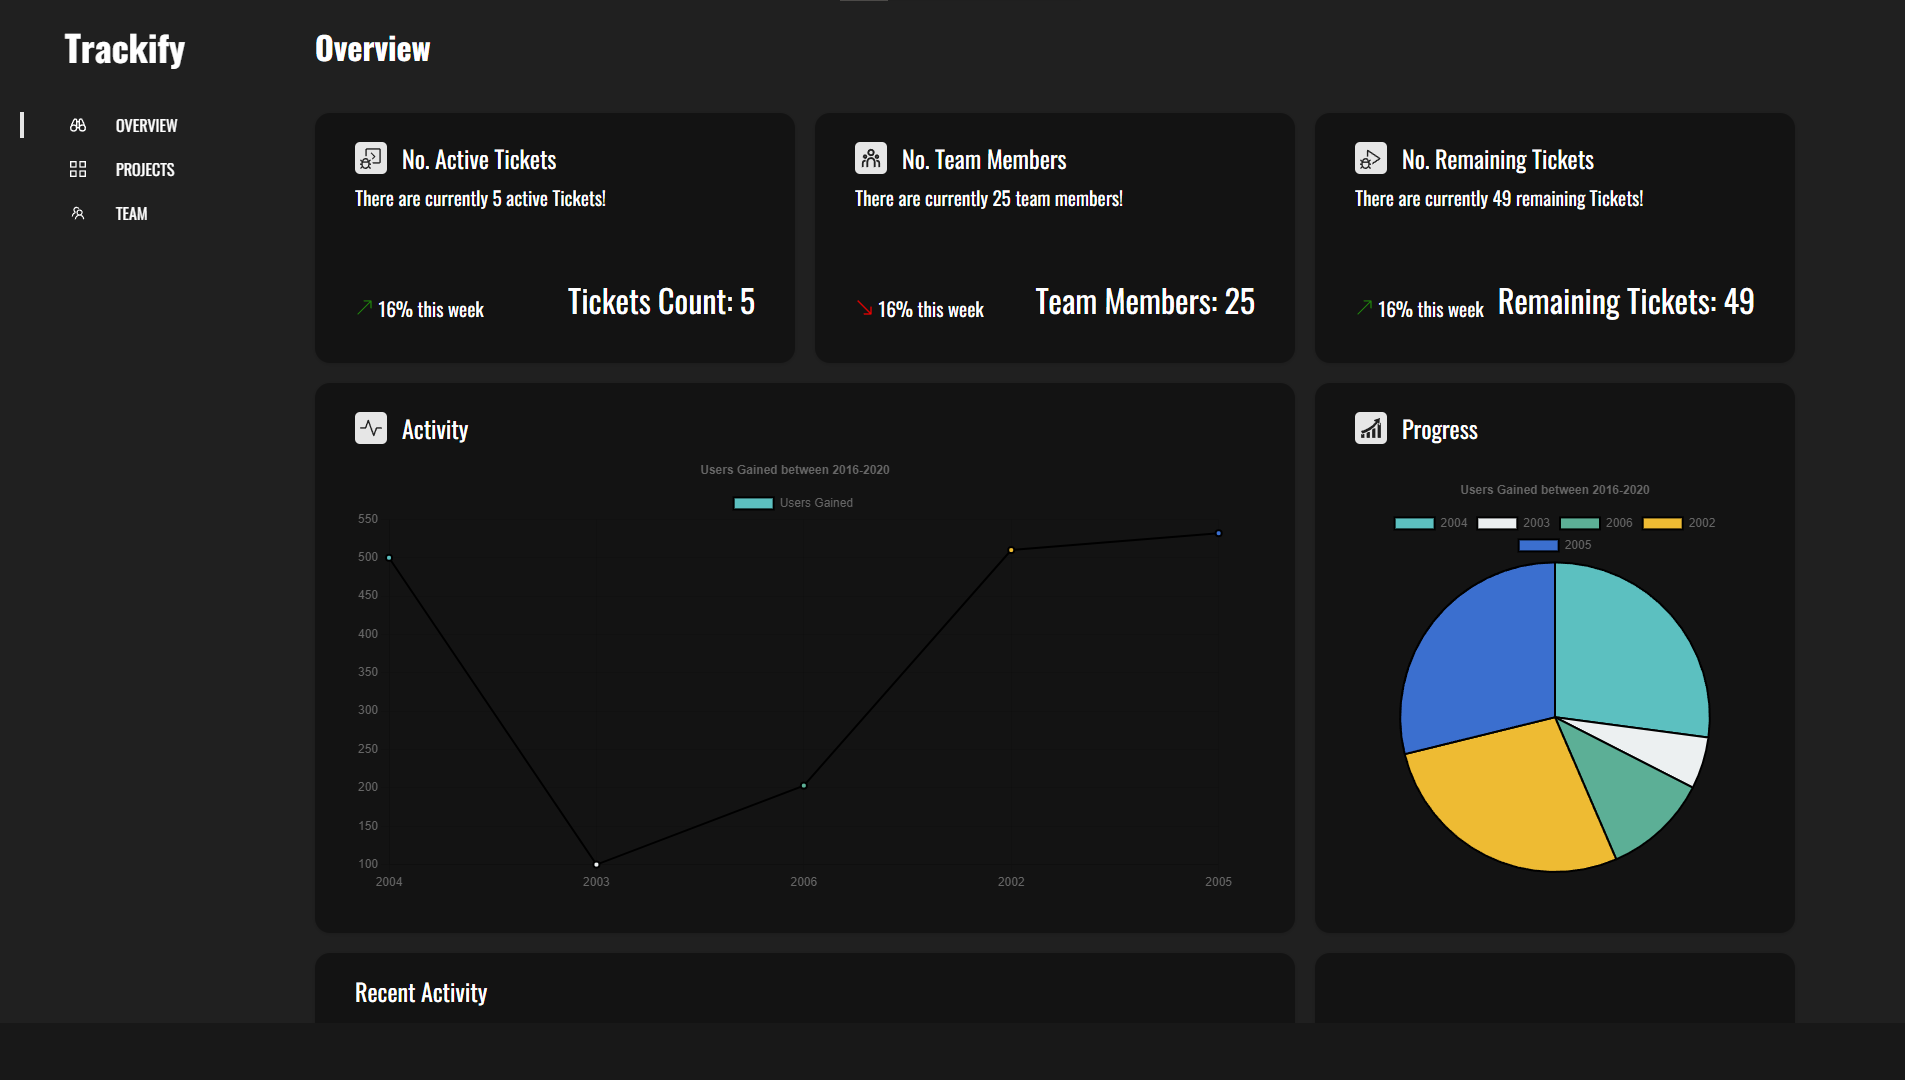 Trackify
OVERVIEW
PROJECTS
TEAM
Overview
No. Active Tickets
There are currently 5 active Tickets!
16% this week
Tickets Count: 5
No. Team Members
There are currently 25 team members!
16% this week
Team Members: 25
No. Remaining Tickets
There are currently 49 remaining Tickets!
16% this week
Remaining Tickets: 49
Activity
Users Gained between 2016-2020
Users Gained
550
500
450
400
350
300
250
200
150
100
2004 2003 2006 2002 2005
Progress
Users Gained between 2016-2020
2004 2003 2006 2002
2005
Recent Activity